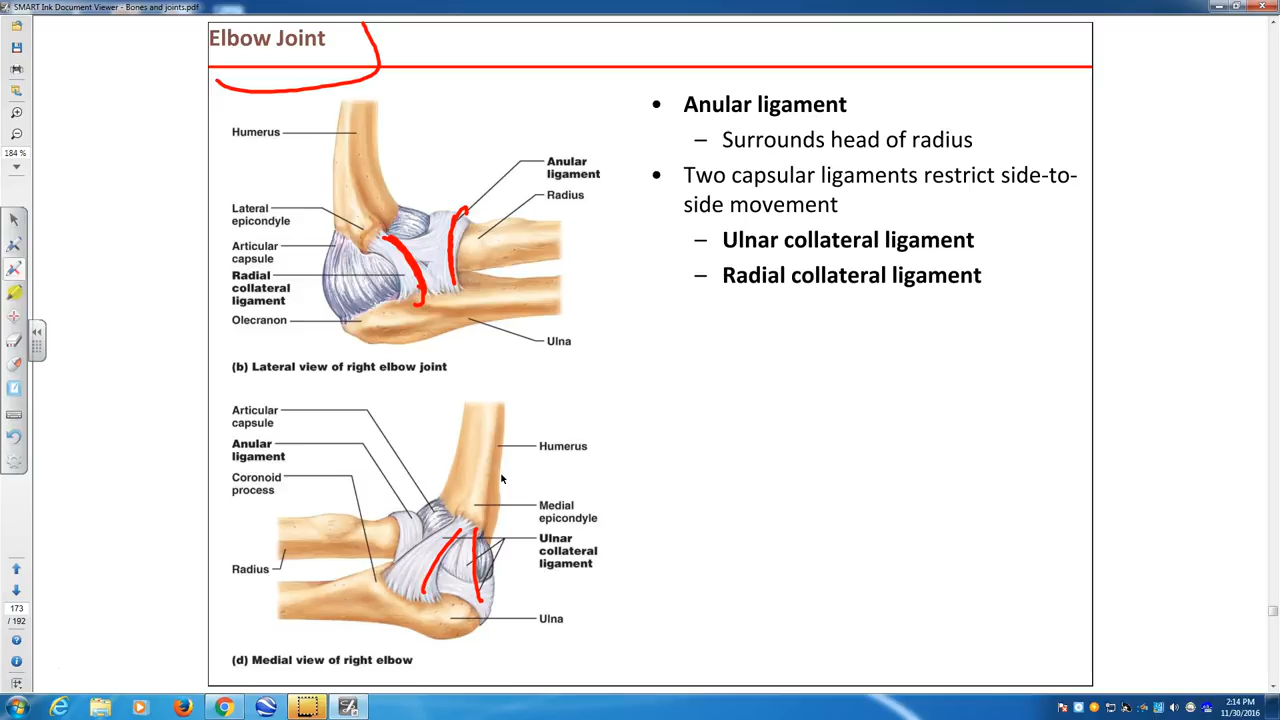 SMART Ink Document Viewer - Bones and joints.pdf
Elbow Joint
184 %
173
/ 192
Humerus
Lateral
epicondyle
Articular
capsule
Radial
collateral
ligament
Olecranon
Anular
ligament
Radius
Ulna
(b) Lateral view of right elbow joint
Articular
capsule
Anular
ligament
Coronoid
process
Radius
Humerus
Medial
epicondyle
Ulnar
collateral
ligament
Ulna
(d) Medial view of right elbow
• Anular ligament
– Surrounds head of radius
• Two capsular ligaments restrict side-to-
side movement
– Ulnar collateral ligament
– Radial collateral ligament
2:14 PM
11/30/2016